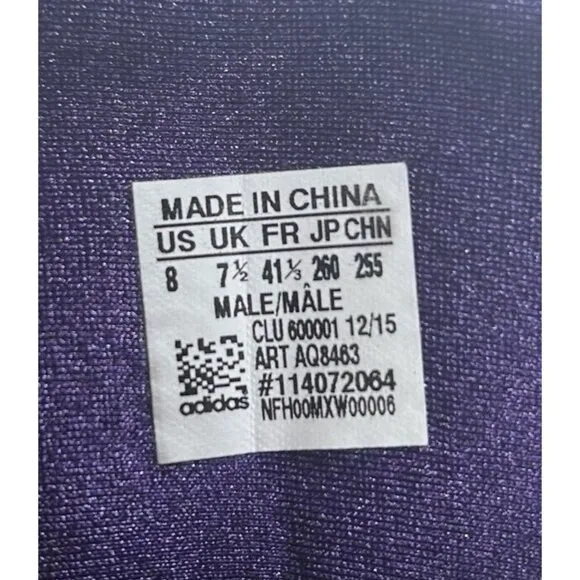 MADE IN CHINA
US UK FR JP CHN
8 7½ 41⅓ 260 255
MALE/MÂLE
CLU 600001 12/15
ART AQ8463
#114072064
adidas NFH00MXW00006